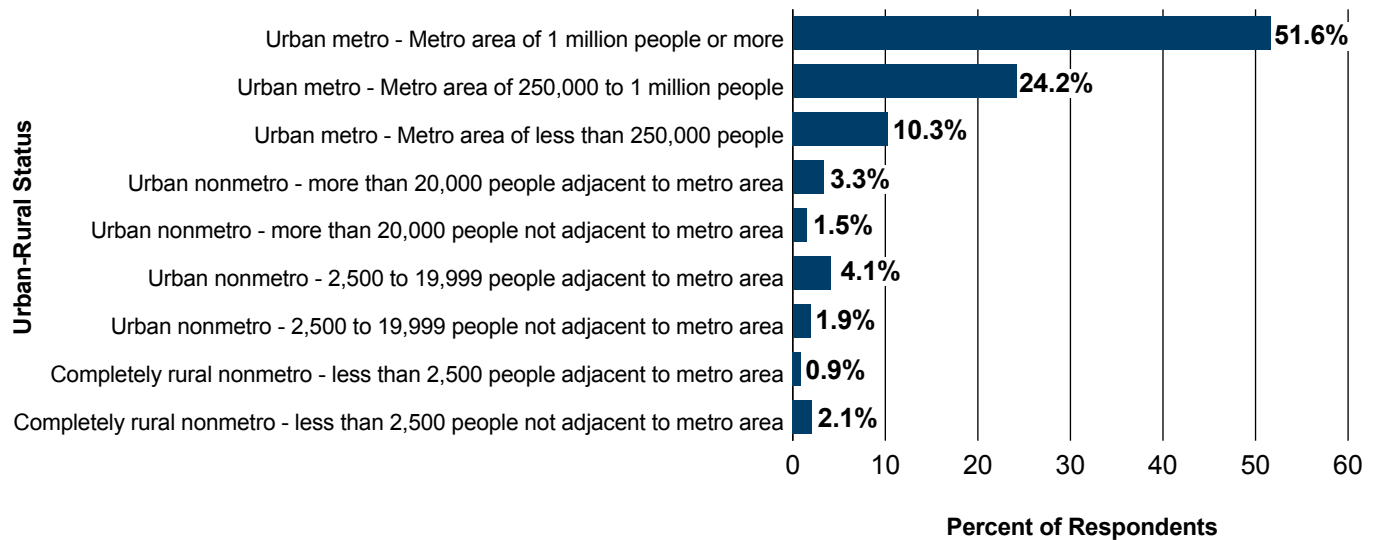 Urban-Rural Status
Urban metro - Metro area of 1 million people or more 51.6%
Urban metro - Metro area of 250,000 to 1 million people 24.2%
Urban metro - Metro area of less than 250,000 people 10.3%
Urban nonmetro - more than 20,000 people adjacent to metro area 3.3%
Urban nonmetro - more than 20,000 people not adjacent to metro area 1.5%
Urban nonmetro - 2,500 to 19,999 people adjacent to metro area 4.1%
Urban nonmetro - 2,500 to 19,999 people not adjacent to metro area 1.9%
Completely rural nonmetro - less than 2,500 people adjacent to metro area 0.9%
Completely rural nonmetro - less than 2,500 people not adjacent to metro area 2.1%
0 10 20 30 40 50 60
Percent of Respondents